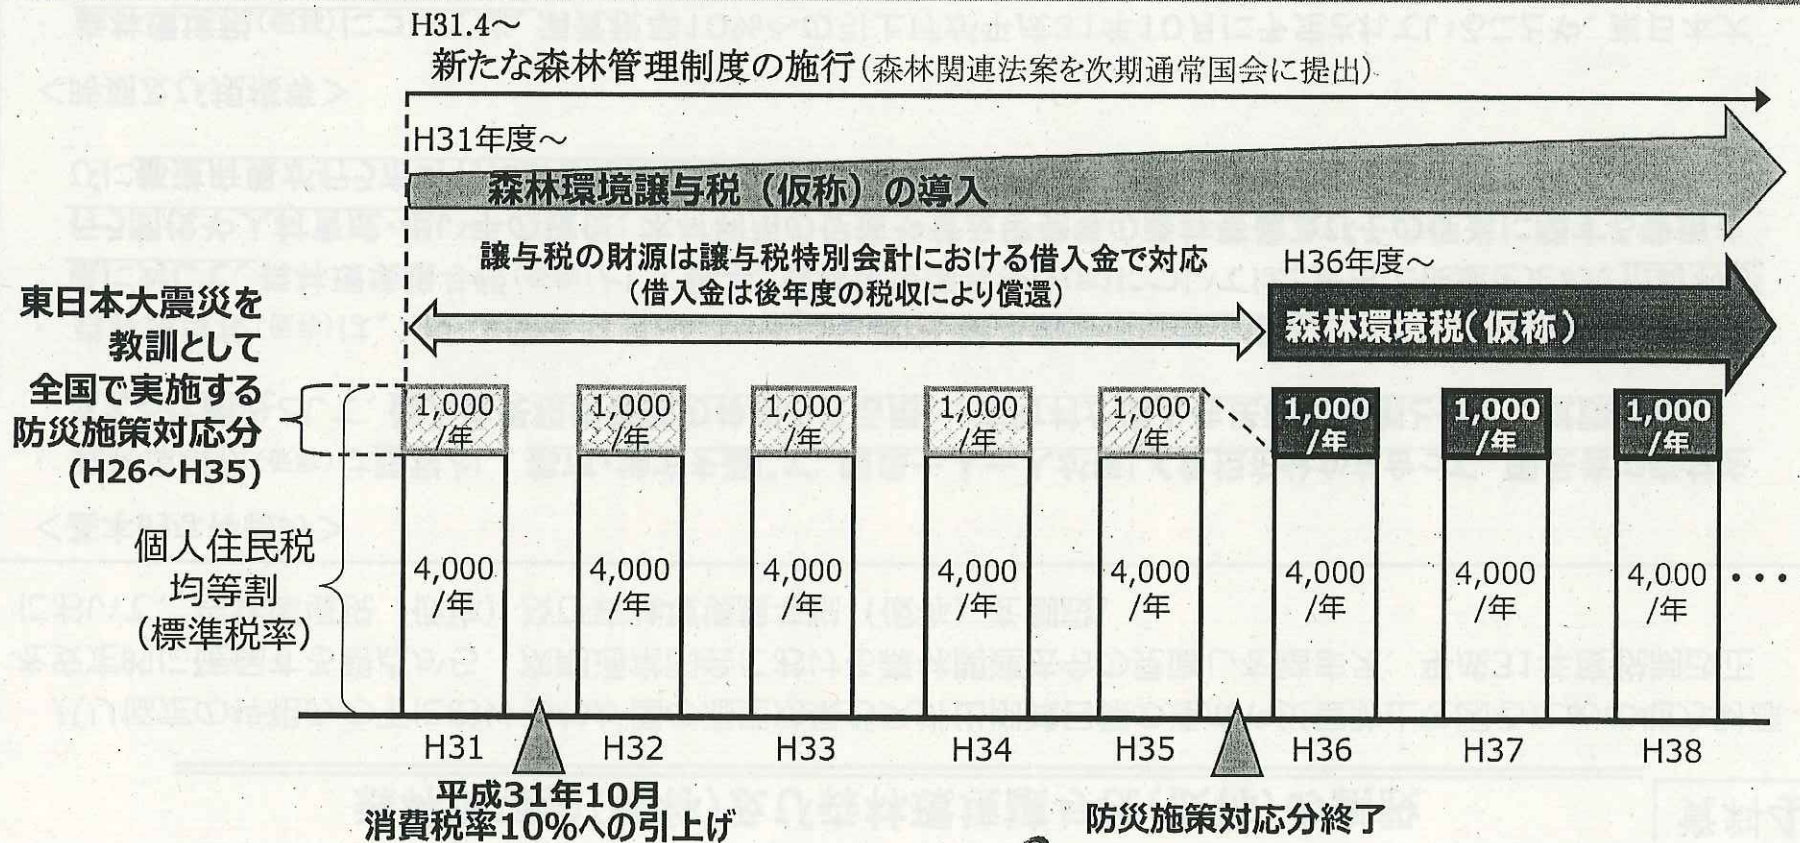 H31.4～
新たな森林管理制度の施行(森林関連法案を次期通常国会に提出)
H31年度～
森林環境譲与税（仮称）の導入
譲与税の財源は譲与税特別会計における借入金で対応
(借入金は後年度の税収により償還)
H36年度～
森林環境税(仮称)
東日本大震災を
教訓として
全国で実施する
防災施策対応分
(H26～H35)
1,000
/年
1,000
/年
1,000
/年
1,000
/年
1,000
/年
1,000
/年
1,000
/年
1,000
/年
個人住民税
均等割
(標準税率)
4,000
/年
4,000
/年
4,000
/年
4,000
/年
4,000
/年
4,000
/年
4,000
/年
4,000
/年
・・・
H31
H32
H33
H34
H35
H36
H37
H38
平成31年10月
消費税率10%への引上げ
防災施策対応分終了